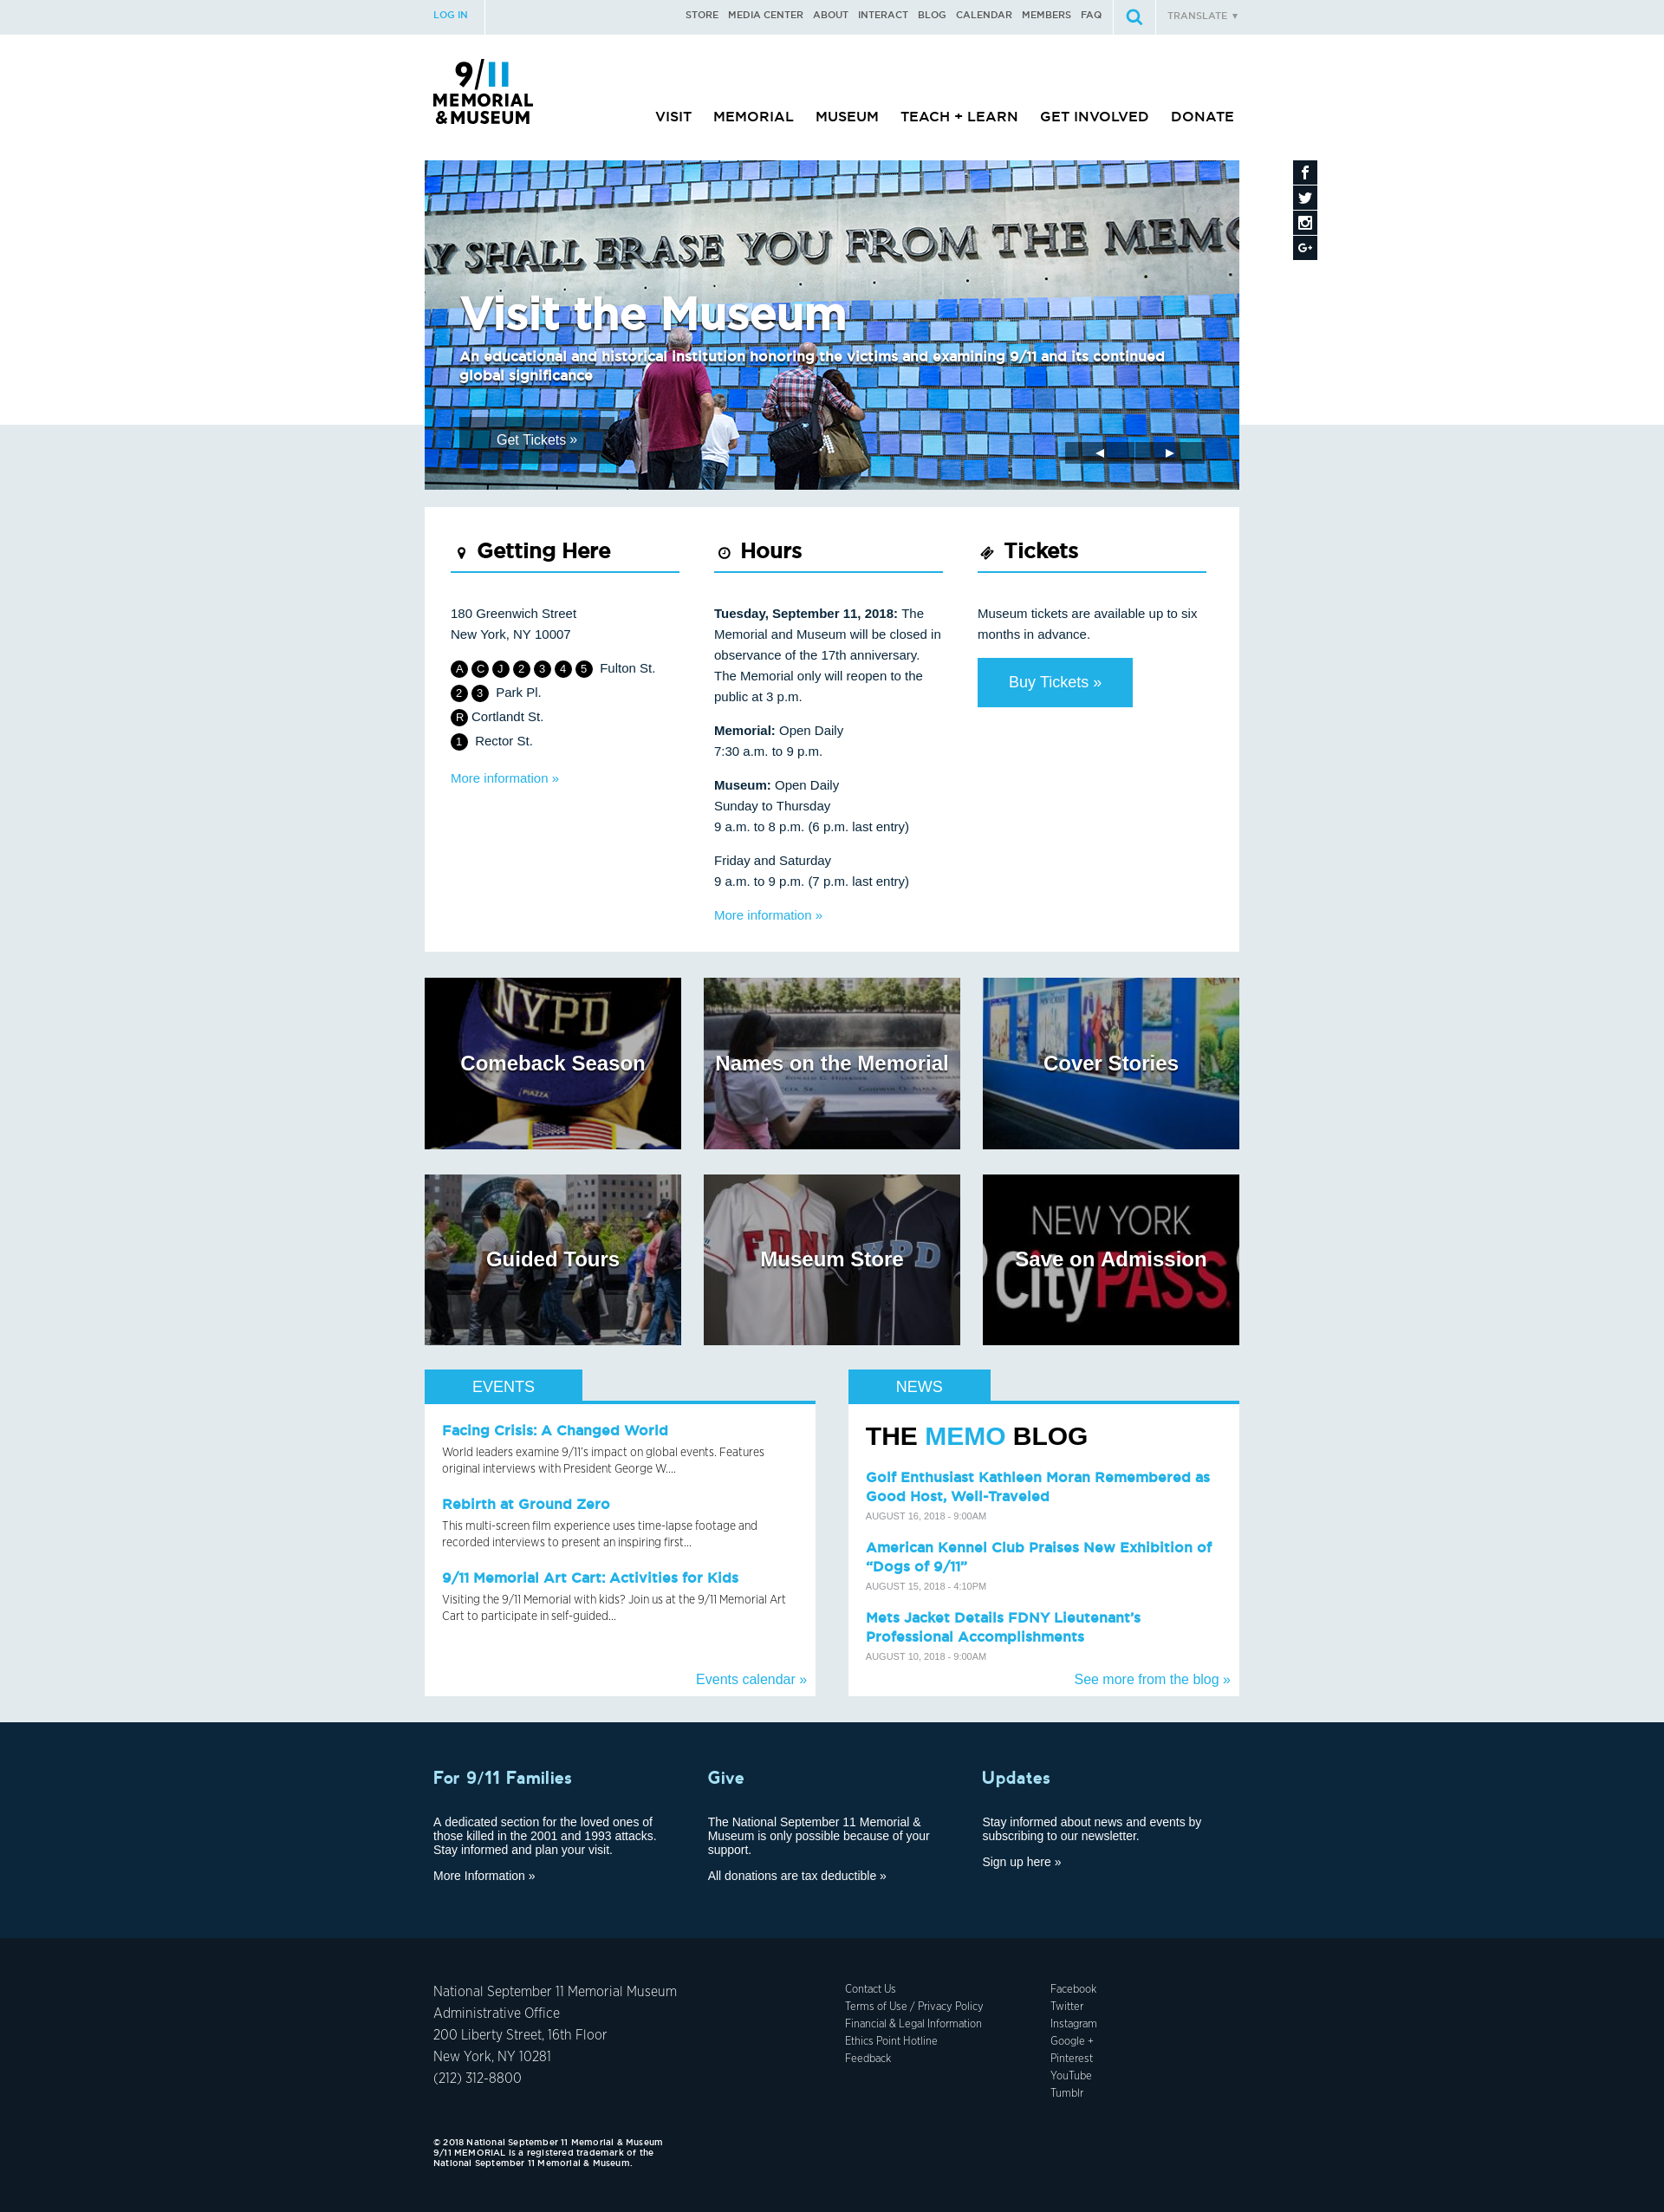 LOG IN
STORE MEDIA CENTER ABOUT INTERACT BLOG CALENDAR MEMBERS FAQ
TRANSLATE ▼
9/11
MEMORIAL
& MUSEUM
VISIT MEMORIAL MUSEUM TEACH + LEARN GET INVOLVED DONATE
AY SHALL ERASE YOU FROM THE MEMO
Visit the Museum
An educational and historical institution honoring the victims and examining 9/11 and its continued
global significance
Get Tickets »
Getting Here
180 Greenwich Street
New York, NY 10007
A C J 2 3 4 5 Fulton St.
2 3 Park Pl.
R Cortlandt St.
1 Rector St.
More information »
Hours
Tuesday, September 11, 2018: The
Memorial and Museum will be closed in
observance of the 17th anniversary.
The Memorial only will reopen to the
public at 3 p.m.
Memorial: Open Daily
7:30 a.m. to 9 p.m.
Museum: Open Daily
Sunday to Thursday
9 a.m. to 8 p.m. (6 p.m. last entry)
Friday and Saturday
9 a.m. to 9 p.m. (7 p.m. last entry)
More information »
Tickets
Museum tickets are available up to six
months in advance.
Buy Tickets »
NYPD
Comeback Season
PIAZZA
Names on the Memorial
Cover Stories
Guided Tours
FDNY
NYPD
Museum Store
NEW YORK
CityPASS
Save on Admission
EVENTS
Facing Crisis: A Changed World
World leaders examine 9/11's impact on global events. Features
original interviews with President George W....
Rebirth at Ground Zero
This multi-screen film experience uses time-lapse footage and
recorded interviews to present an inspiring first...
9/11 Memorial Art Cart: Activities for Kids
Visiting the 9/11 Memorial with kids? Join us at the 9/11 Memorial Art
Cart to participate in self-guided...
Events calendar »
NEWS
THE MEMO BLOG
Golf Enthusiast Kathleen Moran Remembered as
Good Host, Well-Traveled
AUGUST 16, 2018 - 9:00AM
American Kennel Club Praises New Exhibition of
“Dogs of 9/11”
AUGUST 15, 2018 - 4:10PM
Mets Jacket Details FDNY Lieutenant's
Professional Accomplishments
AUGUST 10, 2018 - 9:00AM
See more from the blog »
For 9/11 Families
A dedicated section for the loved ones of
those killed in the 2001 and 1993 attacks.
Stay informed and plan your visit.
More Information »
Give
The National September 11 Memorial &
Museum is only possible because of your
support.
All donations are tax deductible »
Updates
Stay informed about news and events by
subscribing to our newsletter.
Sign up here »
National September 11 Memorial Museum
Administrative Office
200 Liberty Street, 16th Floor
New York, NY 10281
(212) 312-8800
Contact Us
Terms of Use / Privacy Policy
Financial & Legal Information
Ethics Point Hotline
Feedback
Facebook
Twitter
Instagram
Google +
Pinterest
YouTube
Tumblr
© 2018 National September 11 Memorial & Museum
9/11 MEMORIAL is a registered trademark of the
National September 11 Memorial & Museum.